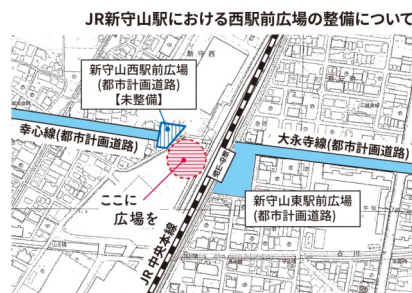 JR新守山駅における西駅前広場の整備について
新守西
新守山西駅前広場
(都市計画道路)
【未整備】
幸心線(都市計画道路)
大永寺線(都市計画道路)
ここに
広場を
新守山東駅前広場
(都市計画道路)
JR中央本線